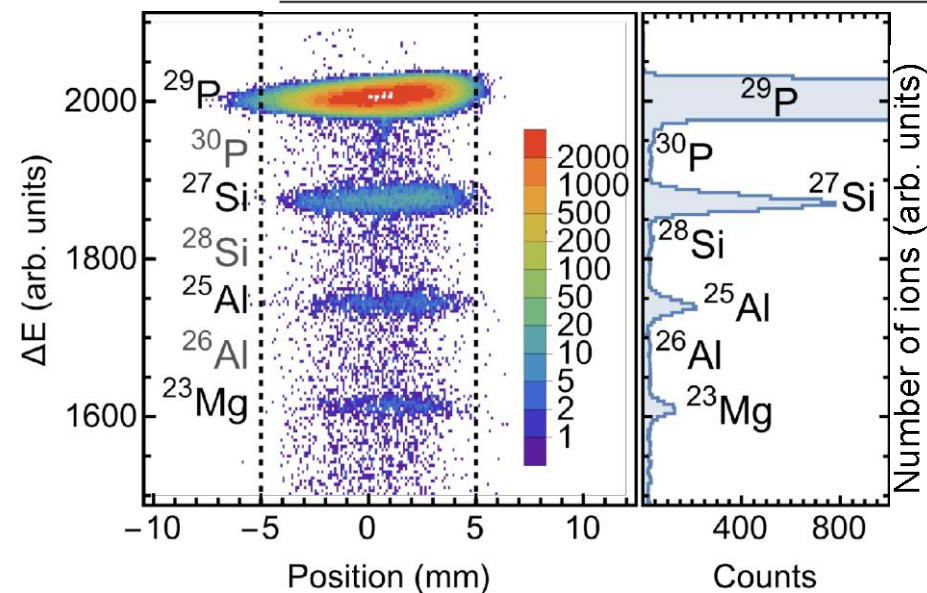 ΔE (arb. units)
2000
1800
1600
²⁹P
³⁰P
²⁷Si
²⁸Si
²⁵Al
²⁶Al
²³Mg
2000
1000
500
200
100
50
20
10
5
2
1
−10 −5 0 5 10
Position (mm)
²⁹P
³⁰P
²⁷Si
²⁸Si
²⁵Al
²⁶Al
²³Mg
400 800
Counts
Number of ions (arb. units)